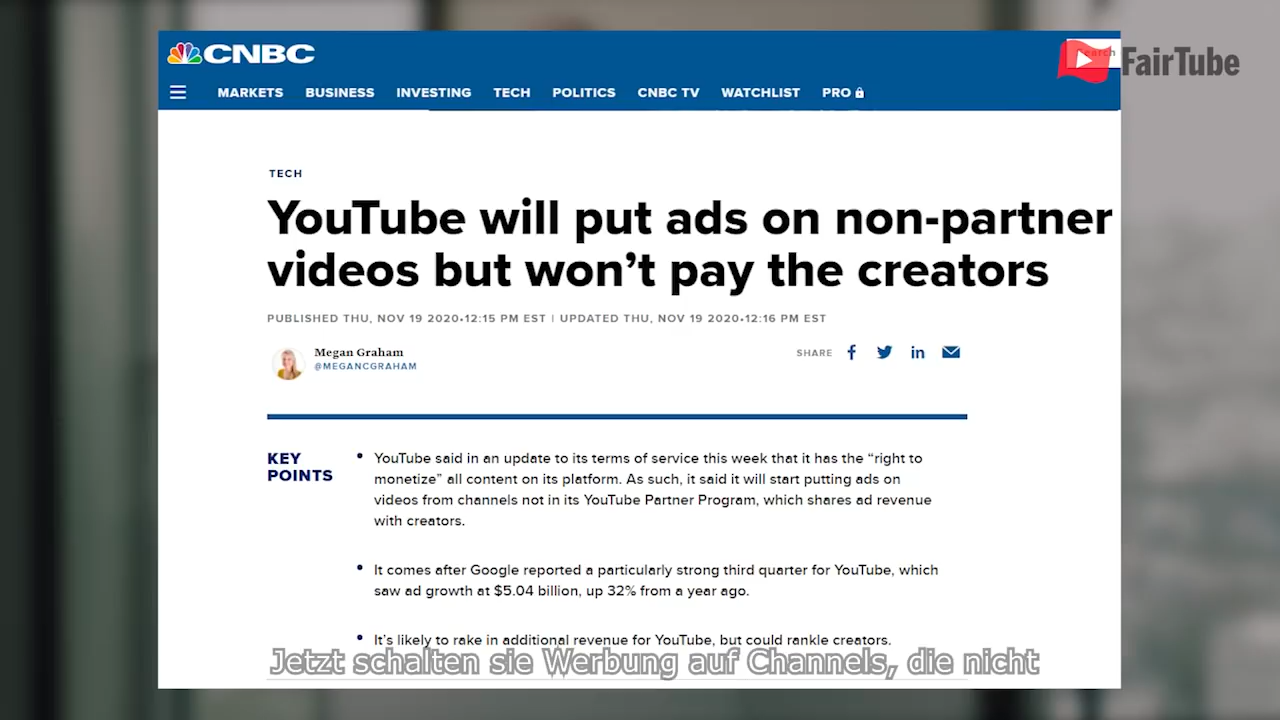 CNBC
Search
FairTube
MARKETS BUSINESS INVESTING TECH POLITICS CNBC TV WATCHLIST PRO
TECH
YouTube will put ads on non-partner
videos but won’t pay the creators
PUBLISHED THU, NOV 19 2020•12:15 PM EST | UPDATED THU, NOV 19 2020•12:16 PM EST
Megan Graham
@MEGANCGRAHAM
SHARE
KEY
POINTS
• YouTube said in an update to its terms of service this week that it has the “right to
monetize” all content on its platform. As such, it said it will start putting ads on
videos from channels not in its YouTube Partner Program, which shares ad revenue
with creators.
• It comes after Google reported a particularly strong third quarter for YouTube, which
saw ad growth at $5.04 billion, up 32% from a year ago.
• It’s likely to rake in additional revenue for YouTube, but could rankle creators.
Jetzt schalten sie Werbung auf Channels, die nicht